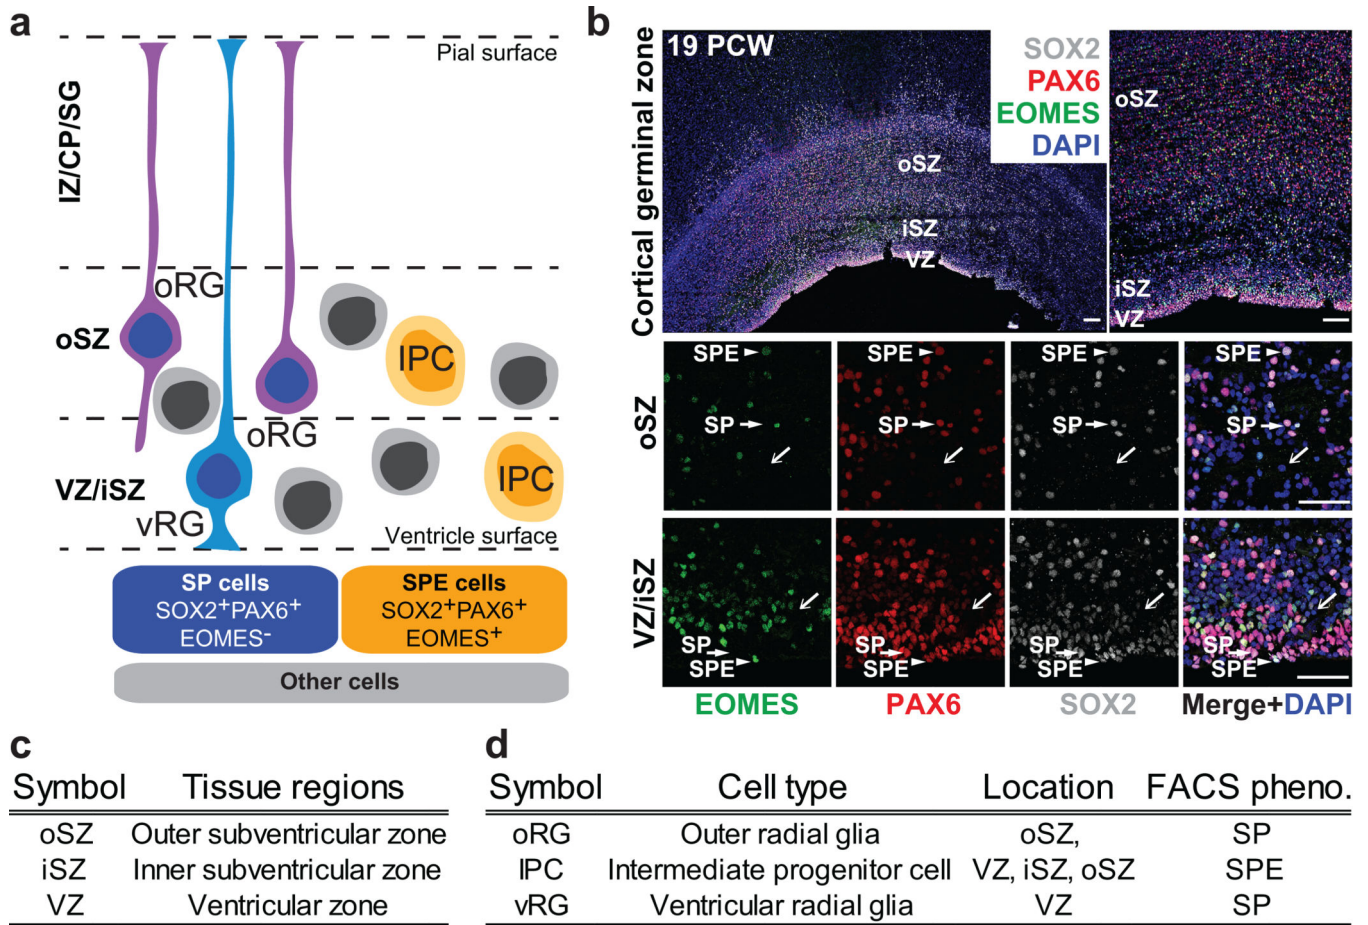 a
Pial surface
IZ/CP/SG
oRG
oSZ
IPC
oRG
VZ/iSZ
IPC
vRG
Ventricle surface
SP cells
SOX2+PAX6+
EOMES-
SPE cells
SOX2+PAX6+
EOMES+
Other cells
b
Cortical germinal zone
19 PCW
SOX2
PAX6
EOMES
DAPI
oSZ
iSZ
VZ
oSZ
iSZ
VZ
oSZ
SPE
SP
SPE
SP
SPE
SP
SPE
SP
VZ/iSZ
SP
SPE
SP
SPE
SP
SPE
SP
SPE
EOMES
PAX6
SOX2
Merge+DAPI
c
Symbol Tissue regions
oSZ Outer subventricular zone
iSZ Inner subventricular zone
VZ Ventricular zone
d
Symbol Cell type Location FACS pheno.
oRG Outer radial glia oSZ, SP
IPC Intermediate progenitor cell VZ, iSZ, oSZ SPE
vRG Ventricular radial glia VZ SP